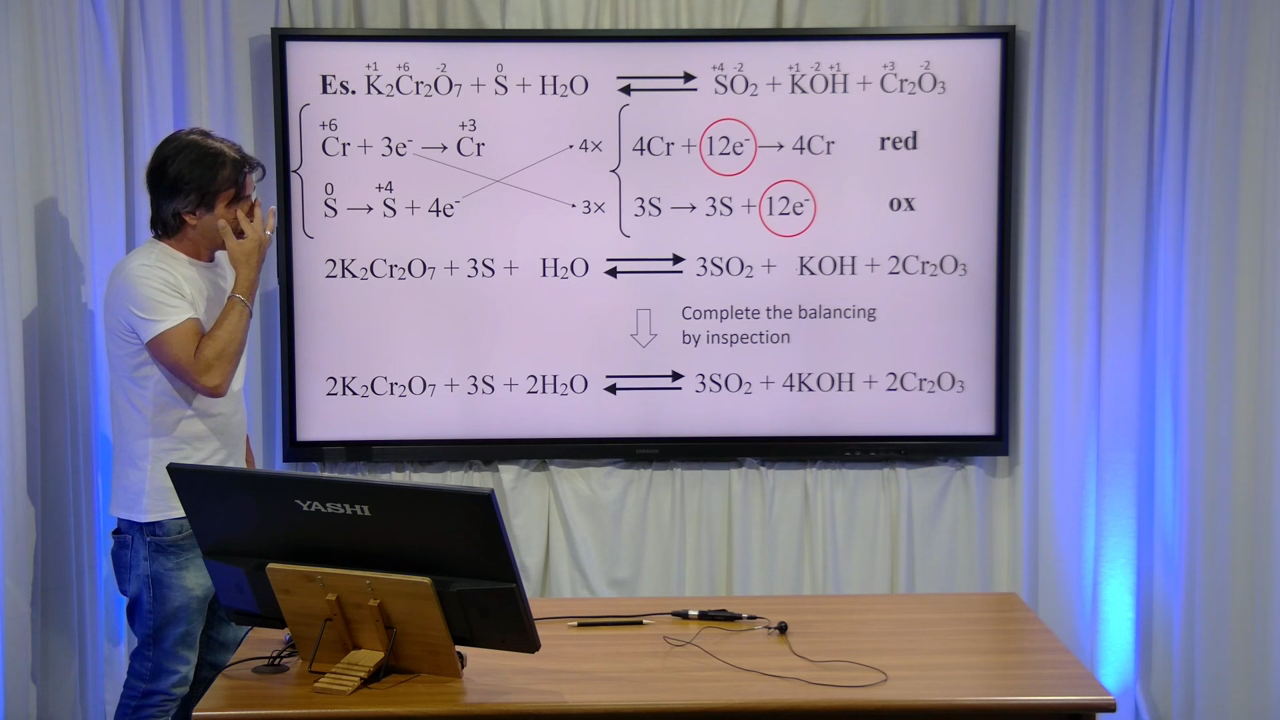 +1 +6 -2 0 +4 -2 +1 -2 +1 +3 -2
Es. K₂Cr₂O₇ + S + H₂O ⇄ SO₂ + KOH + Cr₂O₃
+6 +3
Cr + 3e⁻ → Cr 4× 4Cr + 12e⁻ → 4Cr red
0 +4
S → S + 4e⁻ 3× 3S → 3S + 12e⁻ ox
2K₂Cr₂O₇ + 3S + H₂O ⇄ 3SO₂ + KOH + 2Cr₂O₃
Complete the balancing
by inspection
2K₂Cr₂O₇ + 3S + 2H₂O ⇄ 3SO₂ + 4KOH + 2Cr₂O₃
SAMSUNG
YASHI